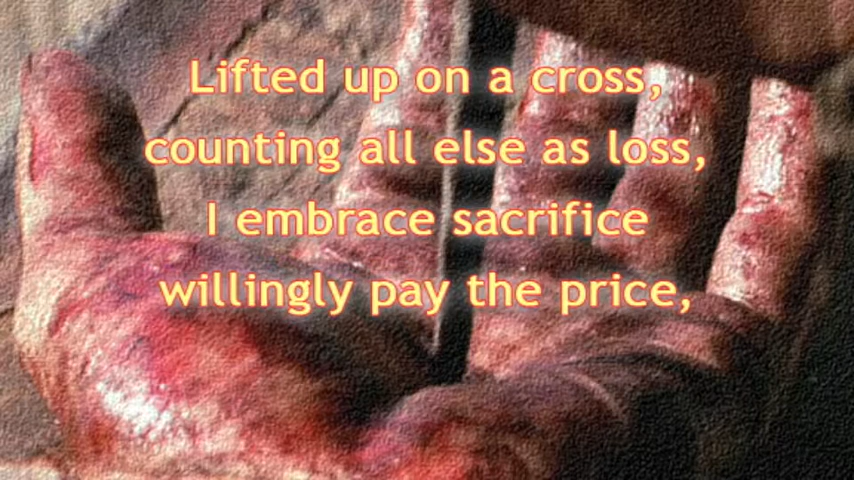 Lifted up on a cross,
counting all else as loss,
I embrace sacrifice
willingly pay the price,